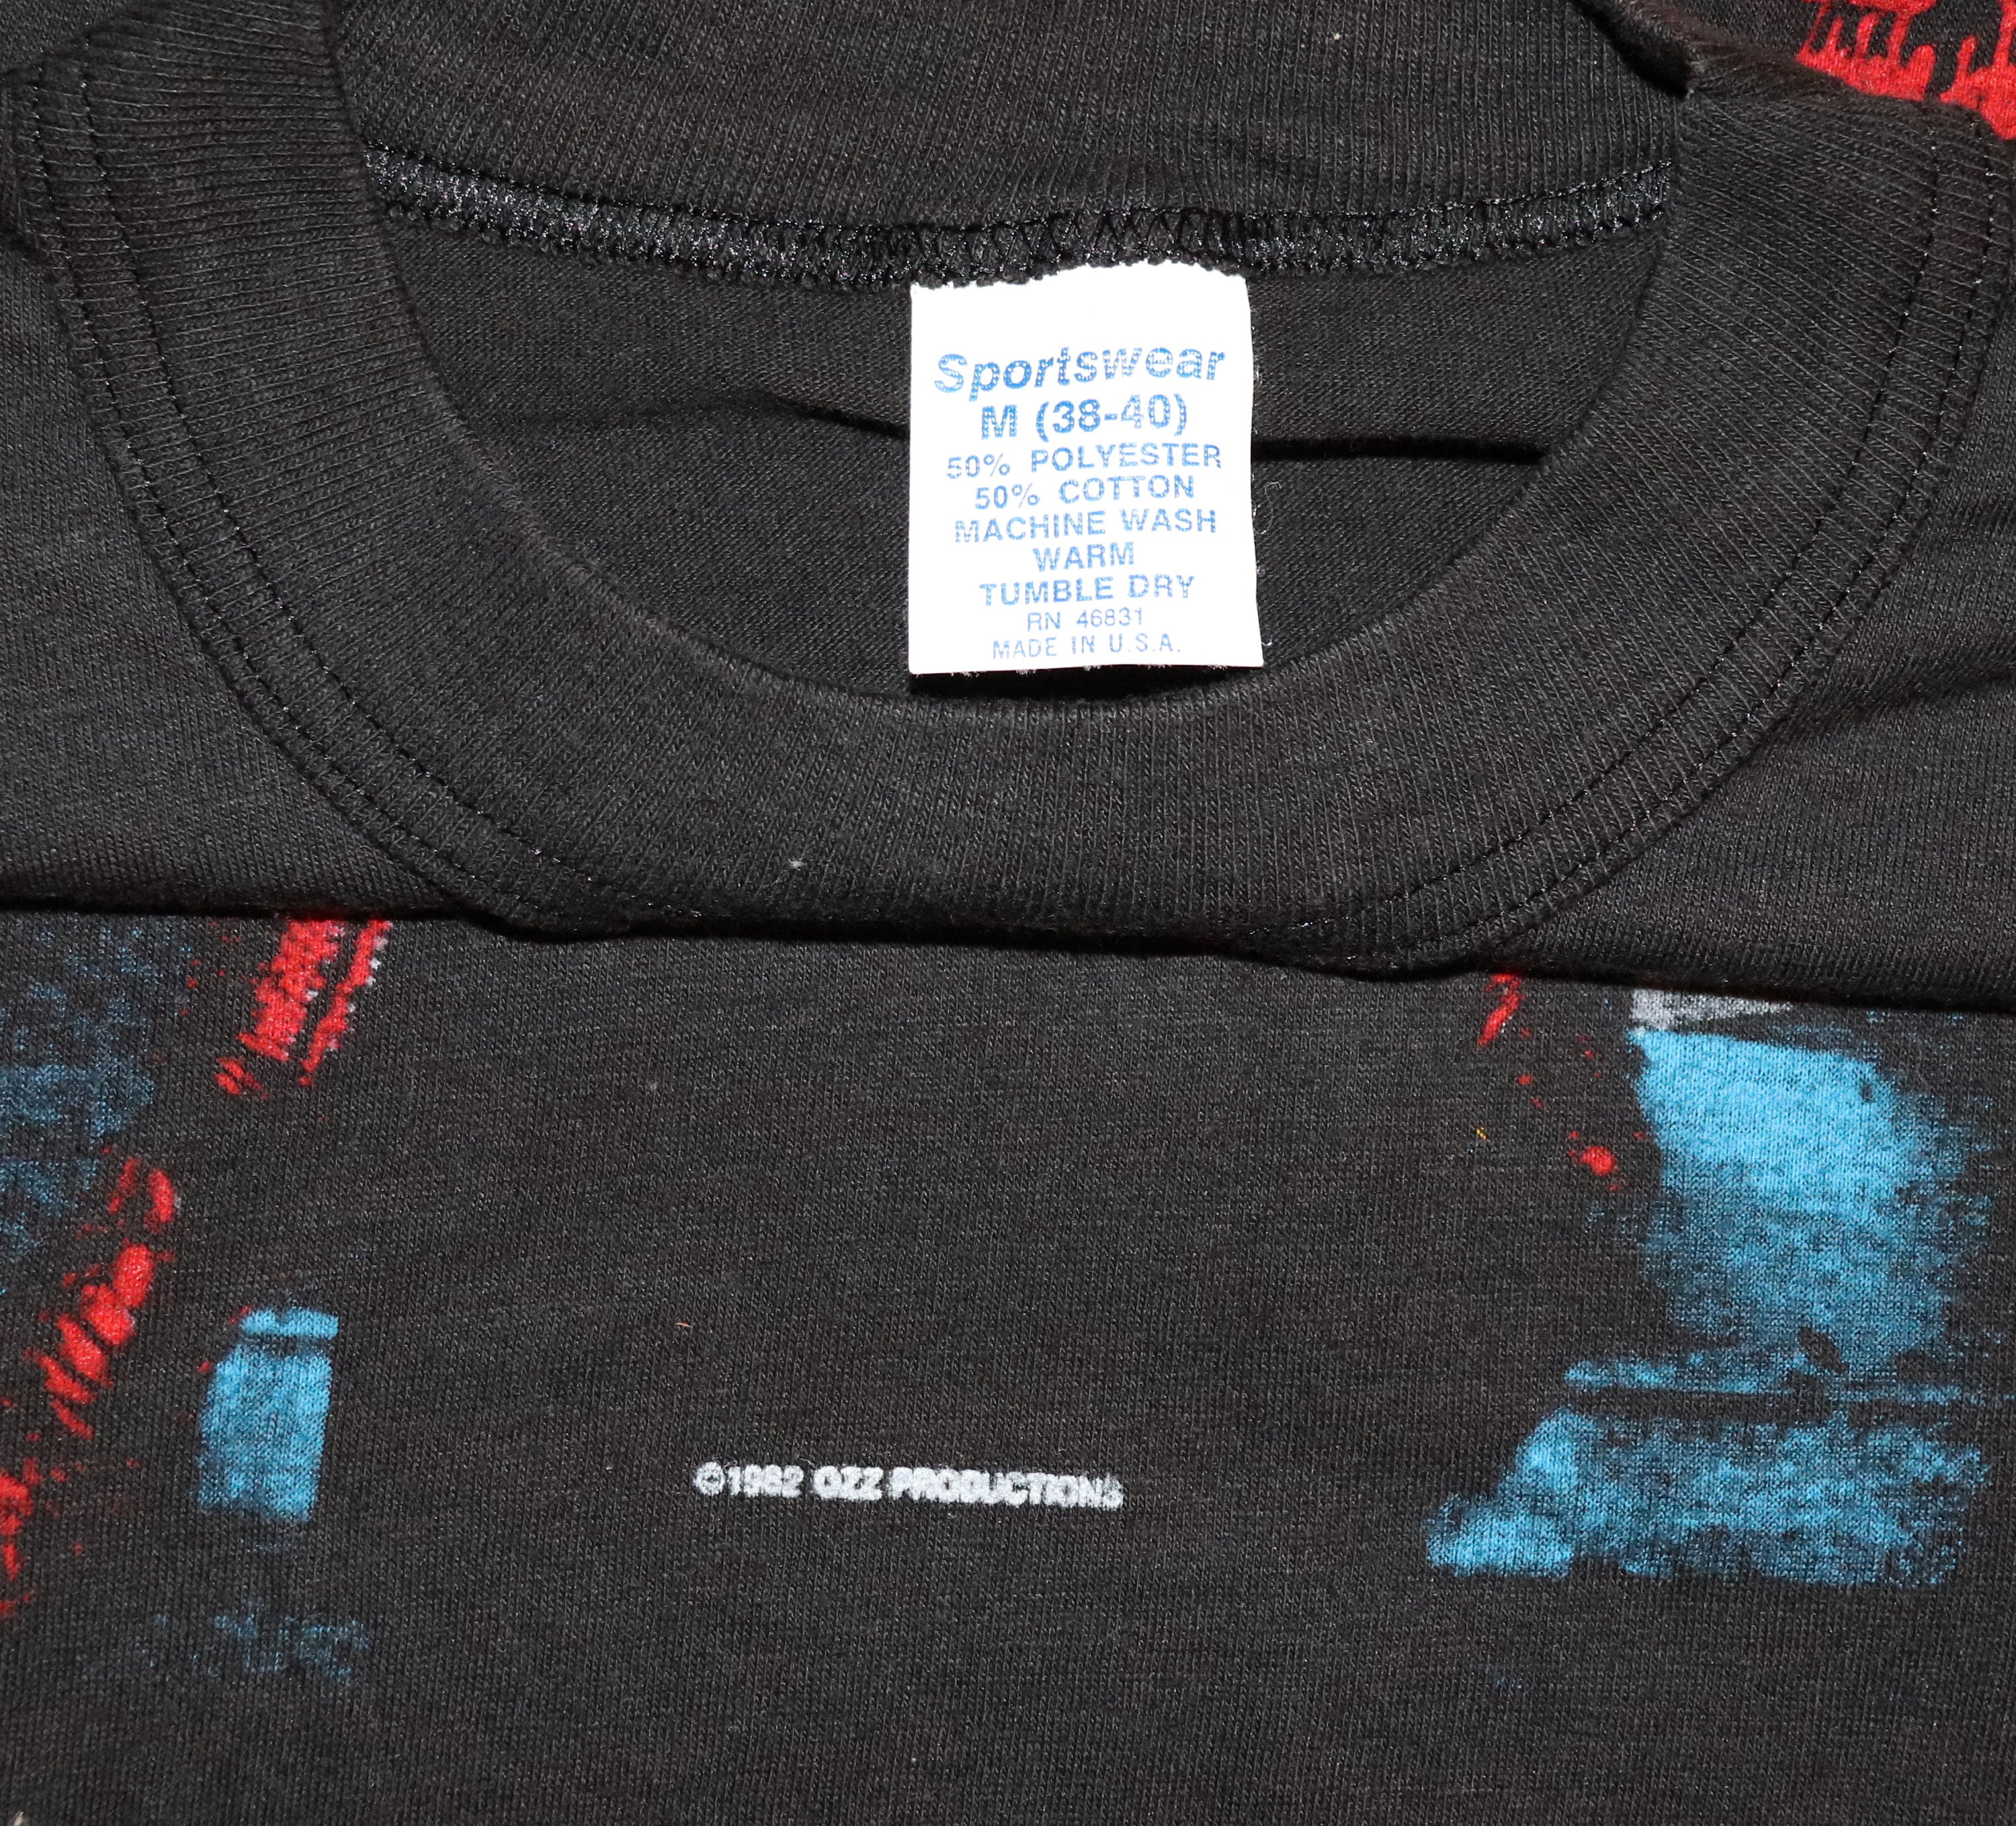 Sportswear
M (38-40)
50% POLYESTER
50% COTTON
MACHINE WASH
WARM
TUMBLE DRY
RN 46831
MADE IN U.S.A.
©1982 OZZ PRODUCTIONS